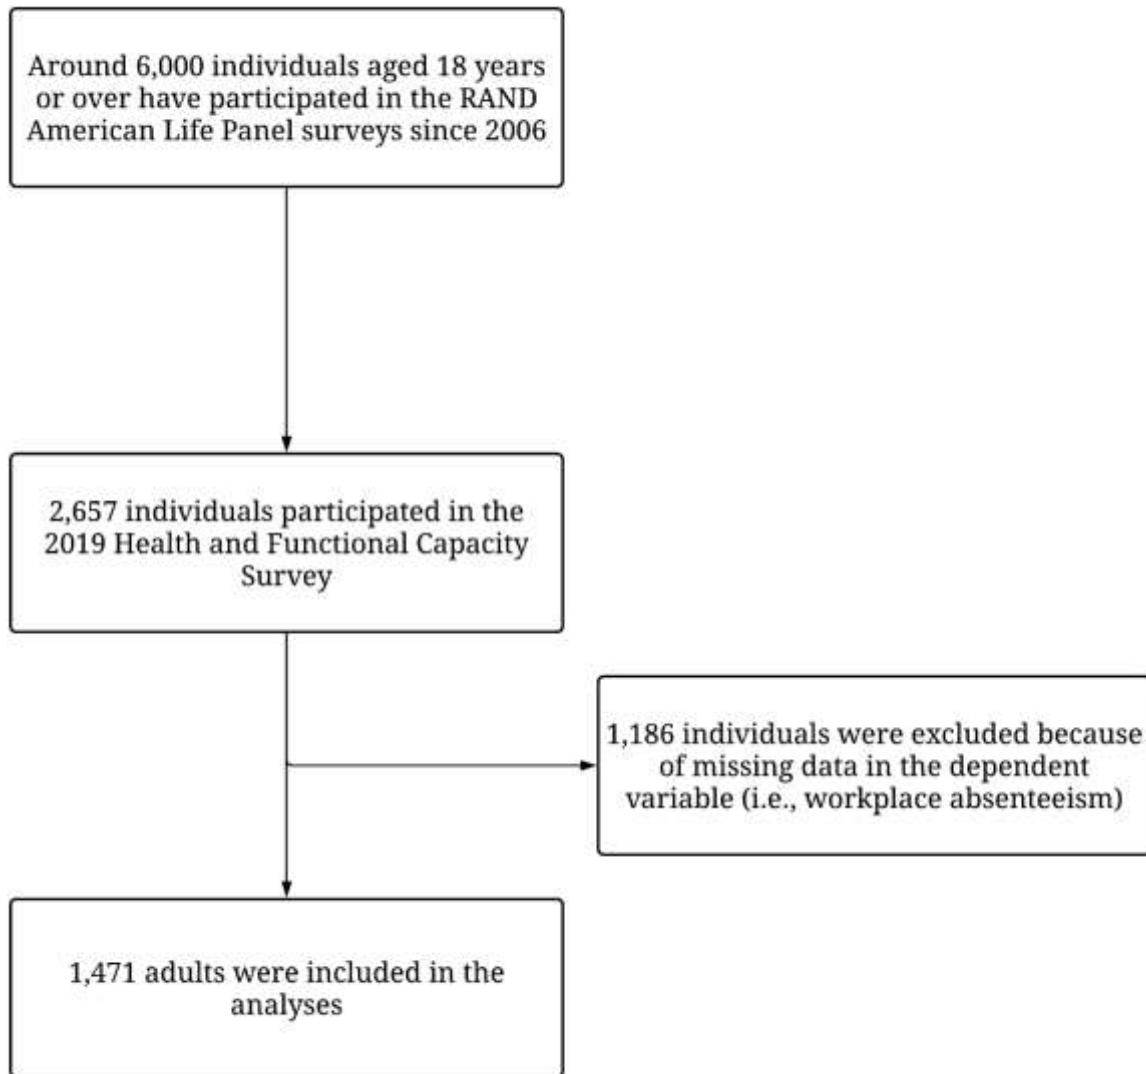 Around 6,000 individuals aged 18 years
or over have participated in the RAND
American Life Panel surveys since 2006
2,657 individuals participated in the
2019 Health and Functional Capacity
Survey
1,186 individuals were excluded because
of missing data in the dependent
variable (i.e., workplace absenteeism)
1,471 adults were included in the
analyses